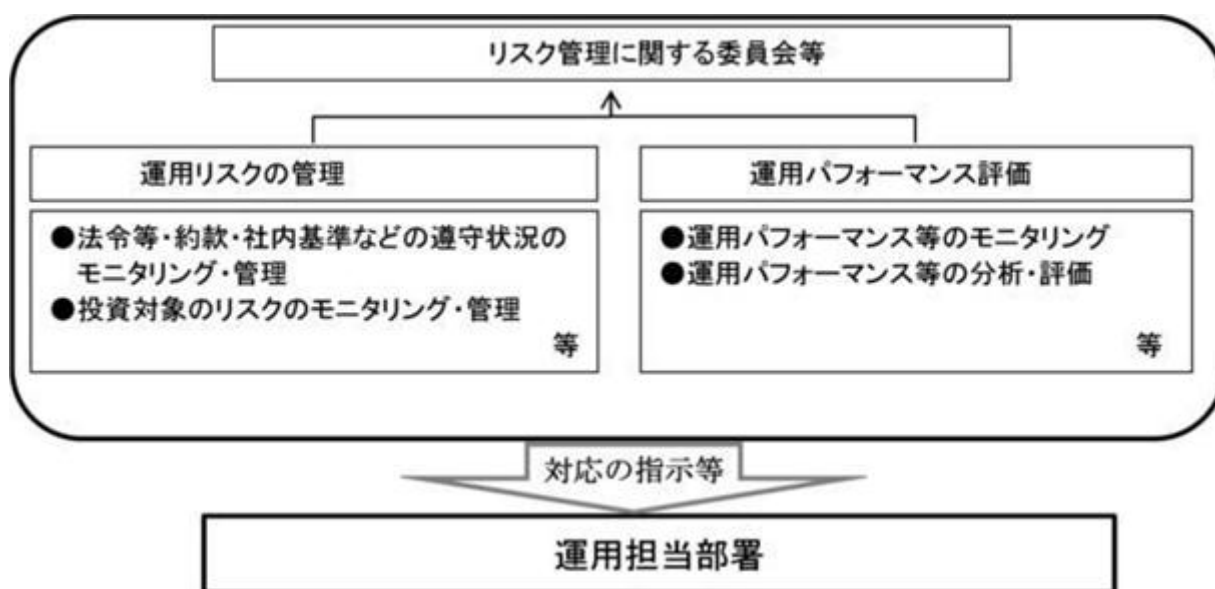 リスク管理に関する委員会等
運用リスクの管理
●法令等・約款・社内基準などの遵守状況の
モニタリング・管理
●投資対象のリスクのモニタリング・管理
等
運用パフォーマンス評価
●運用パフォーマンス等のモニタリング
●運用パフォーマンス等の分析・評価
等
対応の指示等
運用担当部署